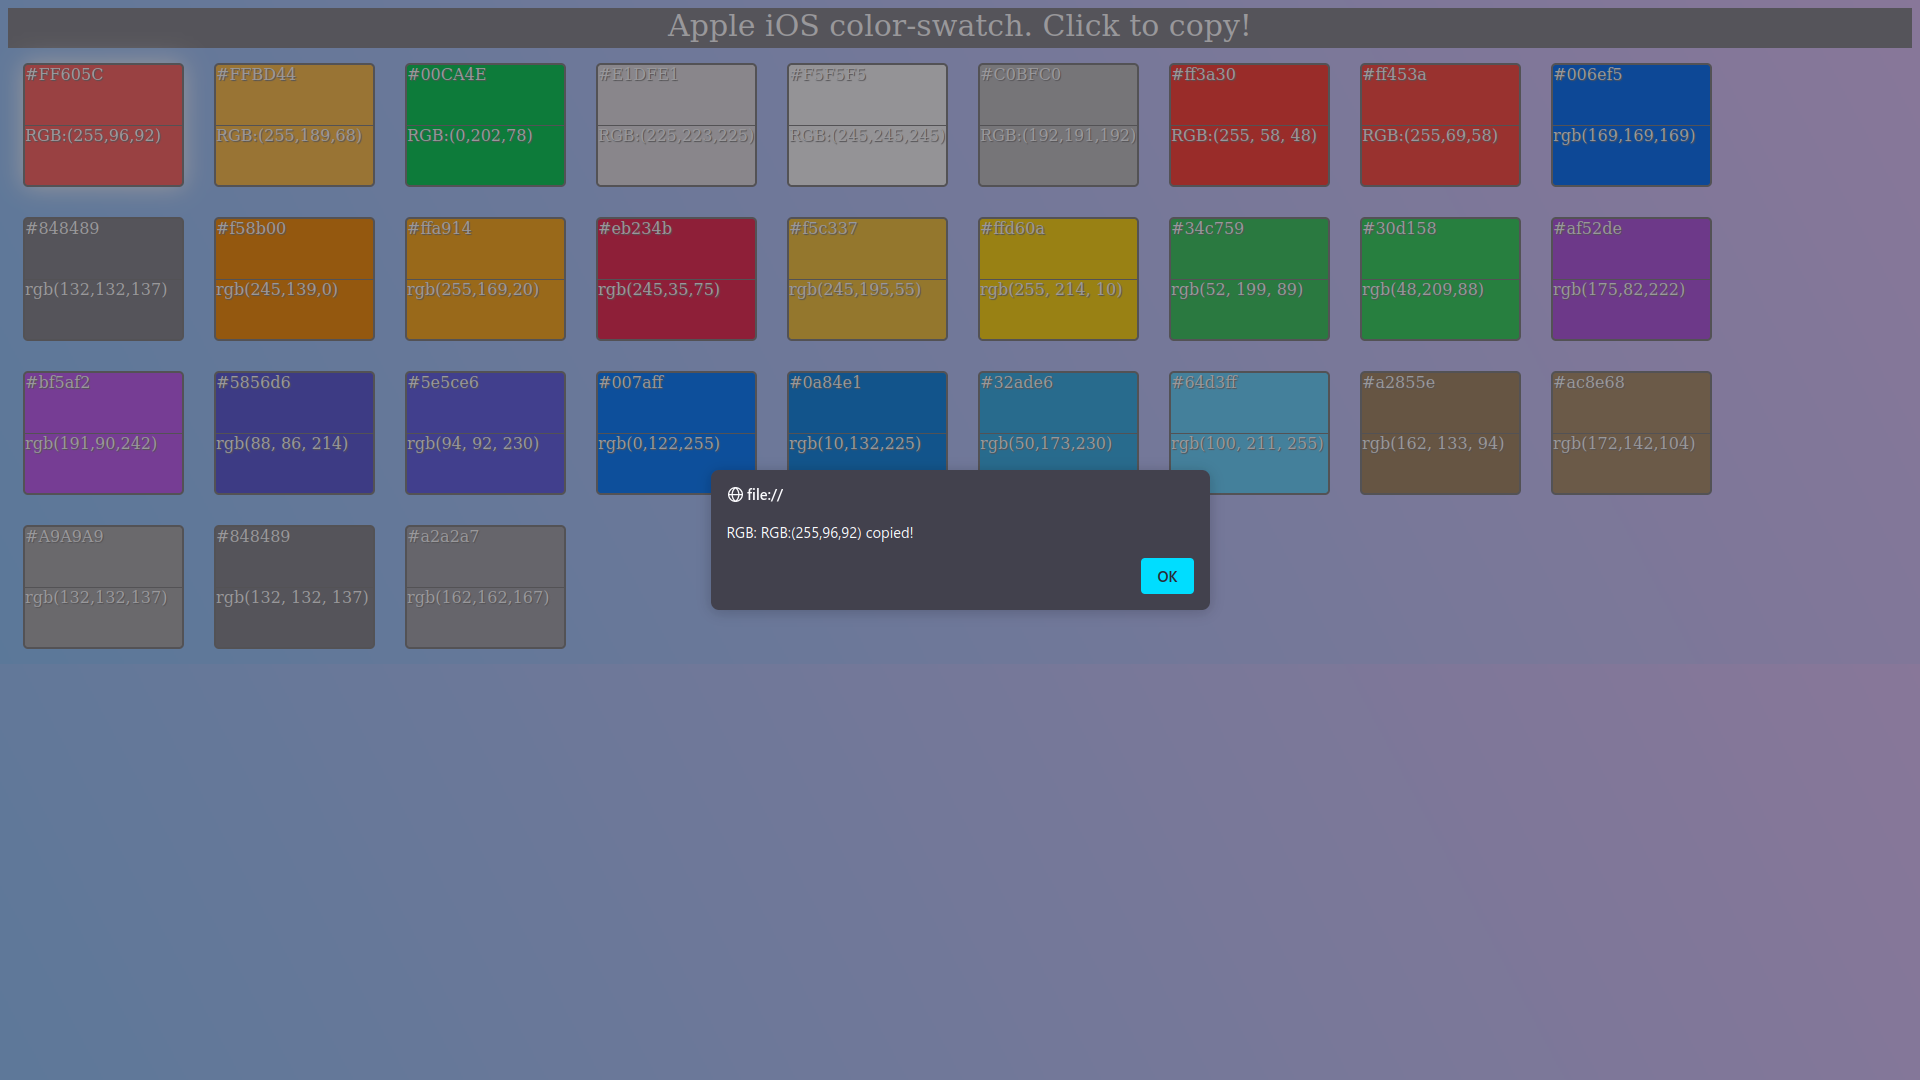 Apple iOS color-swatch. Click to copy!
#FF605C
RGB:(255,96,92)
#FFBD44
RGB:(255,189,68)
#00CA4E
RGB:(0,202,78)
#E1DFE1
RGB:(225,223,225)
#F5F5F5
RGB:(245,245,245)
#C0BFC0
RGB:(192,191,192)
#ff3a30
RGB:(255, 58, 48)
#ff453a
RGB:(255,69,58)
#006ef5
rgb(169,169,169)
#848489
rgb(132,132,137)
#f58b00
rgb(245,139,0)
#ffa914
rgb(255,169,20)
#eb234b
rgb(245,35,75)
#f5c337
rgb(245,195,55)
#ffd60a
rgb(255, 214, 10)
#34c759
rgb(52, 199, 89)
#30d158
rgb(48,209,88)
#af52de
rgb(175,82,222)
#bf5af2
rgb(191,90,242)
#5856d6
rgb(88, 86, 214)
#5e5ce6
rgb(94, 92, 230)
#007aff
rgb(0,122,255)
#0a84e1
rgb(10,132,225)
#32ade6
rgb(50,173,230)
#64d3ff
rgb(100, 211, 255)
#a2855e
rgb(162, 133, 94)
#ac8e68
rgb(172,142,104)
#A9A9A9
rgb(132,132,137)
#848489
rgb(132, 132, 137)
#a2a2a7
rgb(162,162,167)
file://
RGB: RGB:(255,96,92) copied!
OK